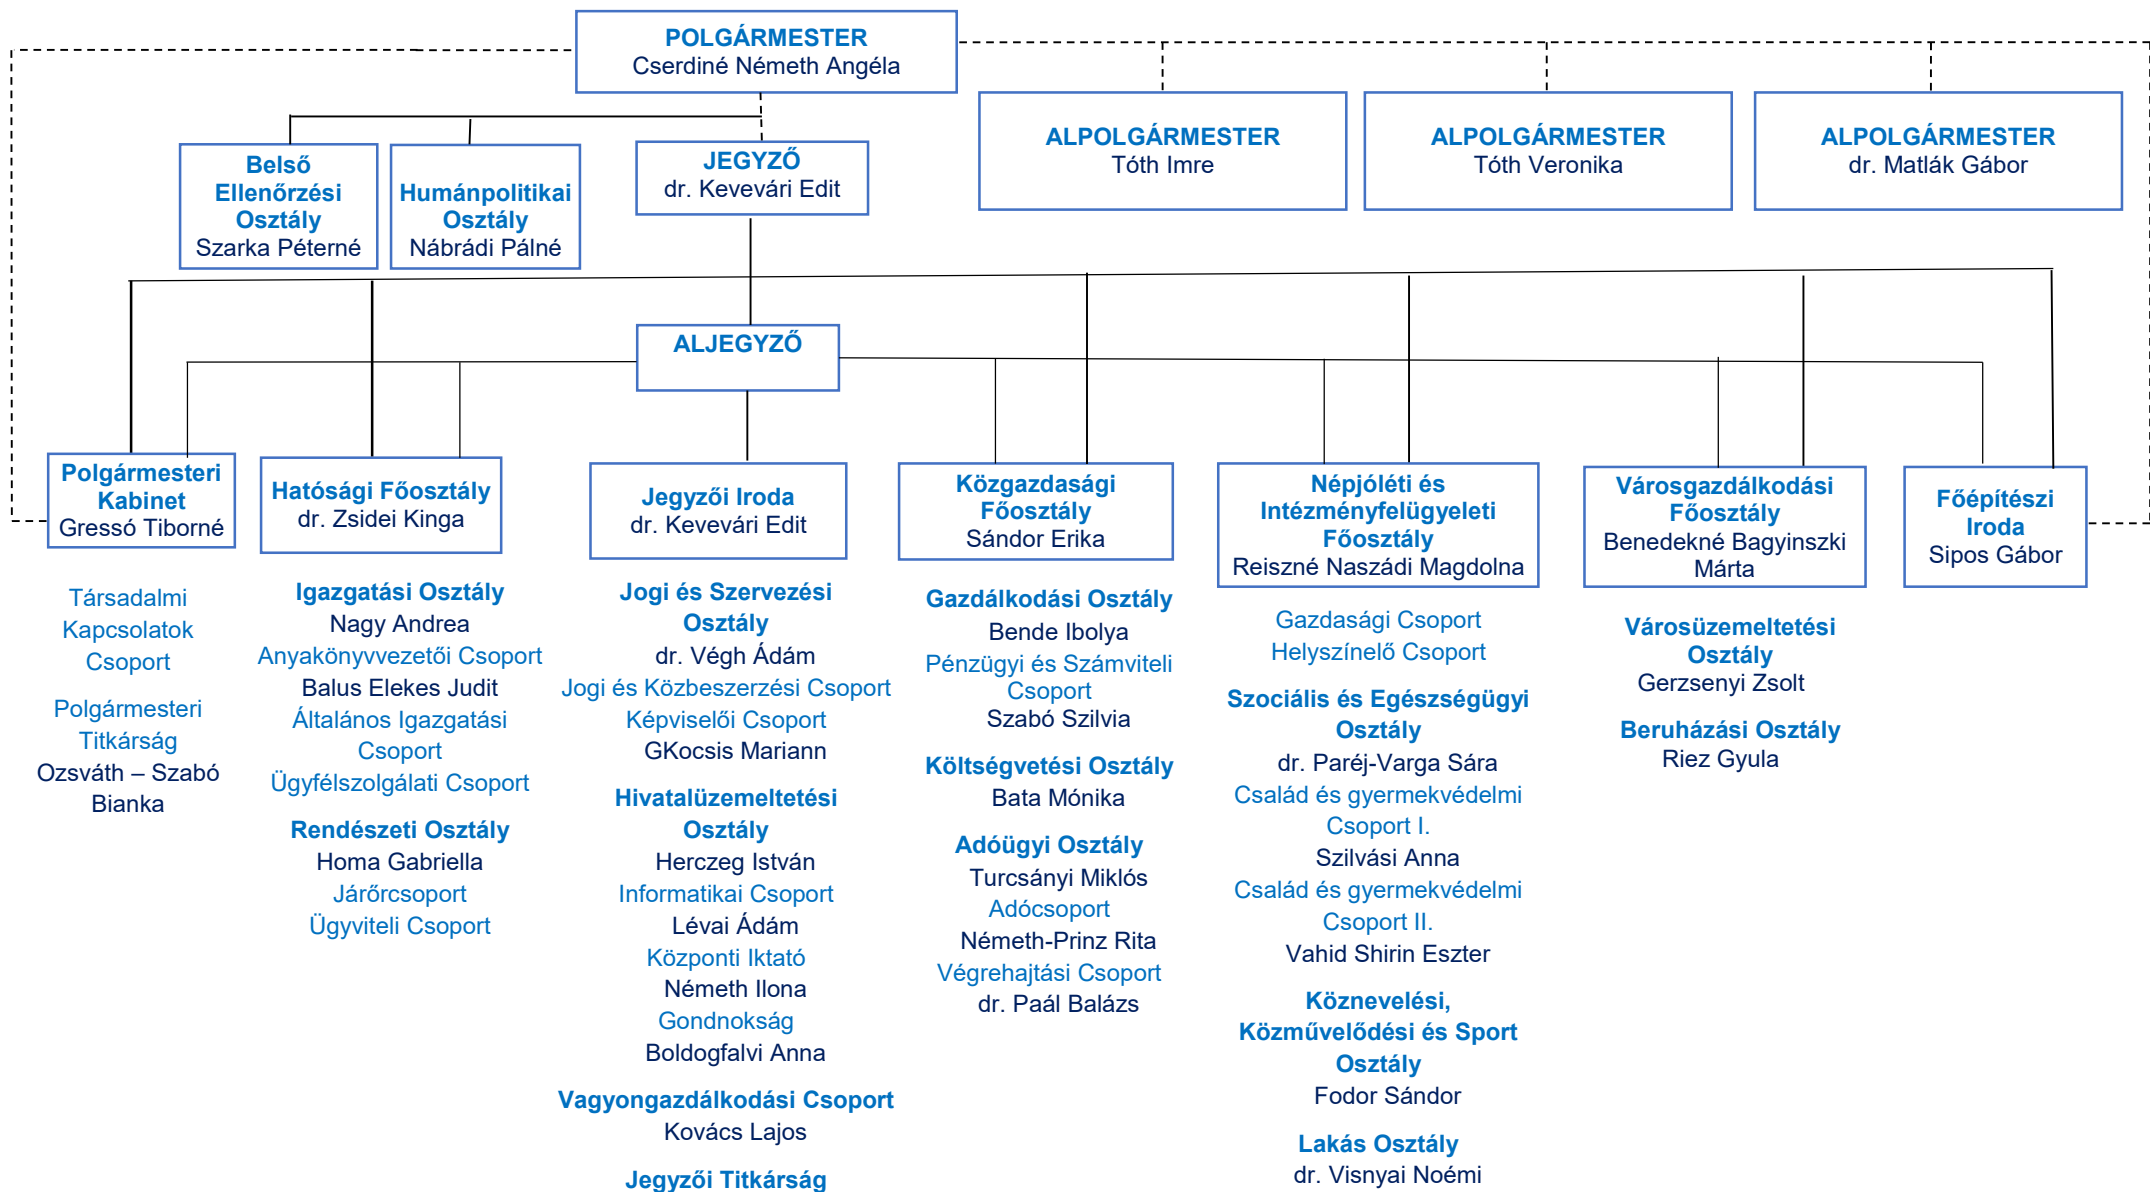 POLGÁRMESTER
Cserdiné Németh Angéla
ALPOLGÁRMESTER
Tóth Imre
ALPOLGÁRMESTER
Tóth Veronika
ALPOLGÁRMESTER
dr. Matlák Gábor
Belső
Ellenőrzési
Osztály
Szarka Péterné
Humánpolitikai
Osztály
Nábrádi Pálné
JEGYZŐ
dr. Kevevári Edit
ALJEGYZŐ
Polgármesteri
Kabinet
Gressó Tiborné
Társadalmi
Kapcsolatok
Csoport
Polgármesteri
Titkárság
Ozsváth – Szabó
Bianka
Hatósági Főosztály
dr. Zsidei Kinga
Igazgatási Osztály
Nagy Andrea
Anyakönyvvezetői Csoport
Balus Elekes Judit
Általános Igazgatási
Csoport
Ügyfélszolgálati Csoport
Rendészeti Osztály
Homa Gabriella
Járőrcsoport
Ügyviteli Csoport
Jegyzői Iroda
dr. Kevevári Edit
Jogi és Szervezési
Osztály
dr. Végh Ádám
Jogi és Közbeszerzési Csoport
Képviselői Csoport
GKocsis Mariann
Hivatalüzemeltetési
Osztály
Herczeg István
Informatikai Csoport
Lévai Ádám
Központi Iktató
Németh Ilona
Gondnokság
Boldogfalvi Anna
Vagyongazdálkodási Csoport
Kovács Lajos
Jegyzői Titkárság
Közgazdasági
Főosztály
Sándor Erika
Gazdálkodási Osztály
Bende Ibolya
Pénzügyi és Számviteli
Csoport
Szabó Szilvia
Költségvetési Osztály
Bata Mónika
Adóügyi Osztály
Turcsányi Miklós
Adócsoport
Németh-Prinz Rita
Végrehajtási Csoport
dr. Paál Balázs
Népjóléti és
Intézményfelügyeleti
Főosztály
Reiszné Naszádi Magdolna
Gazdasági Csoport
Helyszínelő Csoport
Szociális és Egészségügyi
Osztály
dr. Paréj-Varga Sára
Család és gyermekvédelmi
Csoport I.
Szilvási Anna
Család és gyermekvédelmi
Csoport II.
Vahid Shirin Eszter
Köznevelési,
Közművelődési és Sport
Osztály
Fodor Sándor
Lakás Osztály
dr. Visnyai Noémi
Városgazdálkodási
Főosztály
Benedekné Bagyinszki
Márta
Városüzemeltetési
Osztály
Gerzsenyi Zsolt
Beruházási Osztály
Riez Gyula
Főépítészi
Iroda
Sipos Gábor